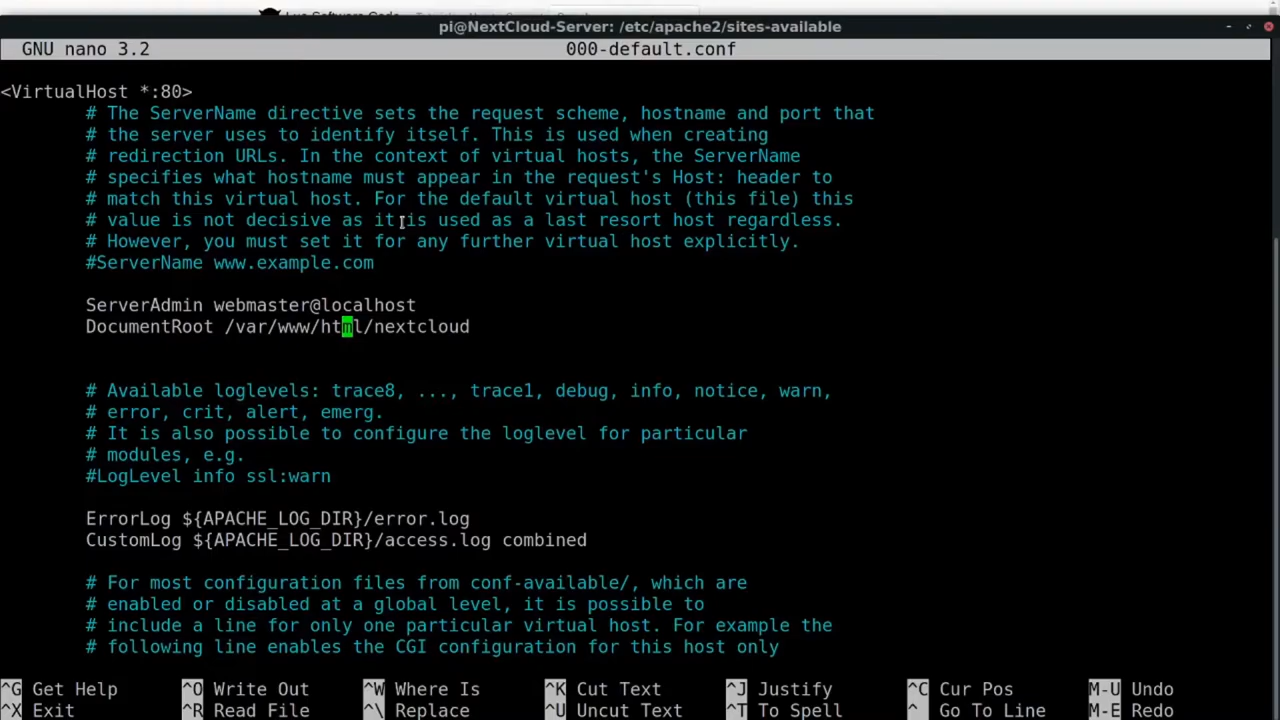 pi@NextCloud-Server: /etc/apache2/sites-available
GNU nano 3.2 000-default.conf
<VirtualHost *:80>
# The ServerName directive sets the request scheme, hostname and port that
# the server uses to identify itself. This is used when creating
# redirection URLs. In the context of virtual hosts, the ServerName
# specifies what hostname must appear in the request's Host: header to
# match this virtual host. For the default virtual host (this file) this
# value is not decisive as it is used as a last resort host regardless.
# However, you must set it for any further virtual host explicitly.
#ServerName www.example.com
ServerAdmin webmaster@localhost
DocumentRoot /var/www/html/nextcloud
# Available loglevels: trace8, ..., trace1, debug, info, notice, warn,
# error, crit, alert, emerg.
# It is also possible to configure the loglevel for particular
# modules, e.g.
#LogLevel info ssl:warn
ErrorLog ${APACHE_LOG_DIR}/error.log
CustomLog ${APACHE_LOG_DIR}/access.log combined
# For most configuration files from conf-available/, which are
# enabled or disabled at a global level, it is possible to
# include a line for only one particular virtual host. For example the
# following line enables the CGI configuration for this host only
^G Get Help ^O Write Out ^W Where Is ^K Cut Text ^J Justify ^C Cur Pos M-U Undo
^X Exit ^R Read File ^\ Replace ^U Uncut Text ^T To Spell ^_ Go To Line M-E Redo